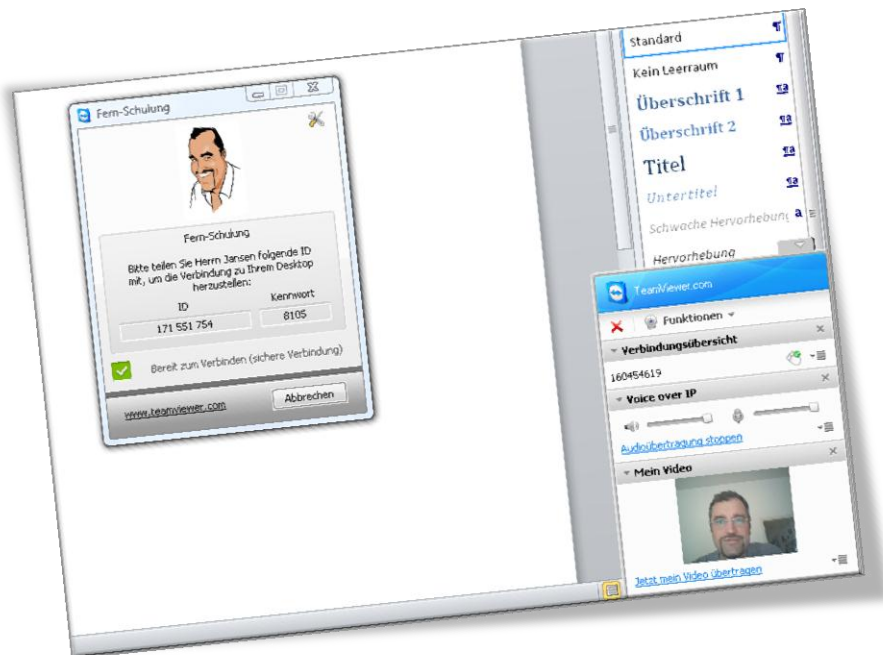 Fern-Schulung
Fern-Schulung
Bitte teilen Sie Herrn Jansen folgende ID
mit, um die Verbindung zu Ihrem Desktop
herzustellen:
ID
Kennwort
171 551 754
8105
Bereit zum Verbinden (sichere Verbindung)
www.teamviewer.com
Abbrechen
Standard
Kein Leerraum
Überschrift 1
Überschrift 2
Titel
Untertitel
Schwache Hervorhebung
Hervorhebung
TeamViewer.com
Funktionen
Verbindungsübersicht
160454619
Voice over IP
Audioübertragung stoppen
Mein Video
Jetzt mein Video übertragen